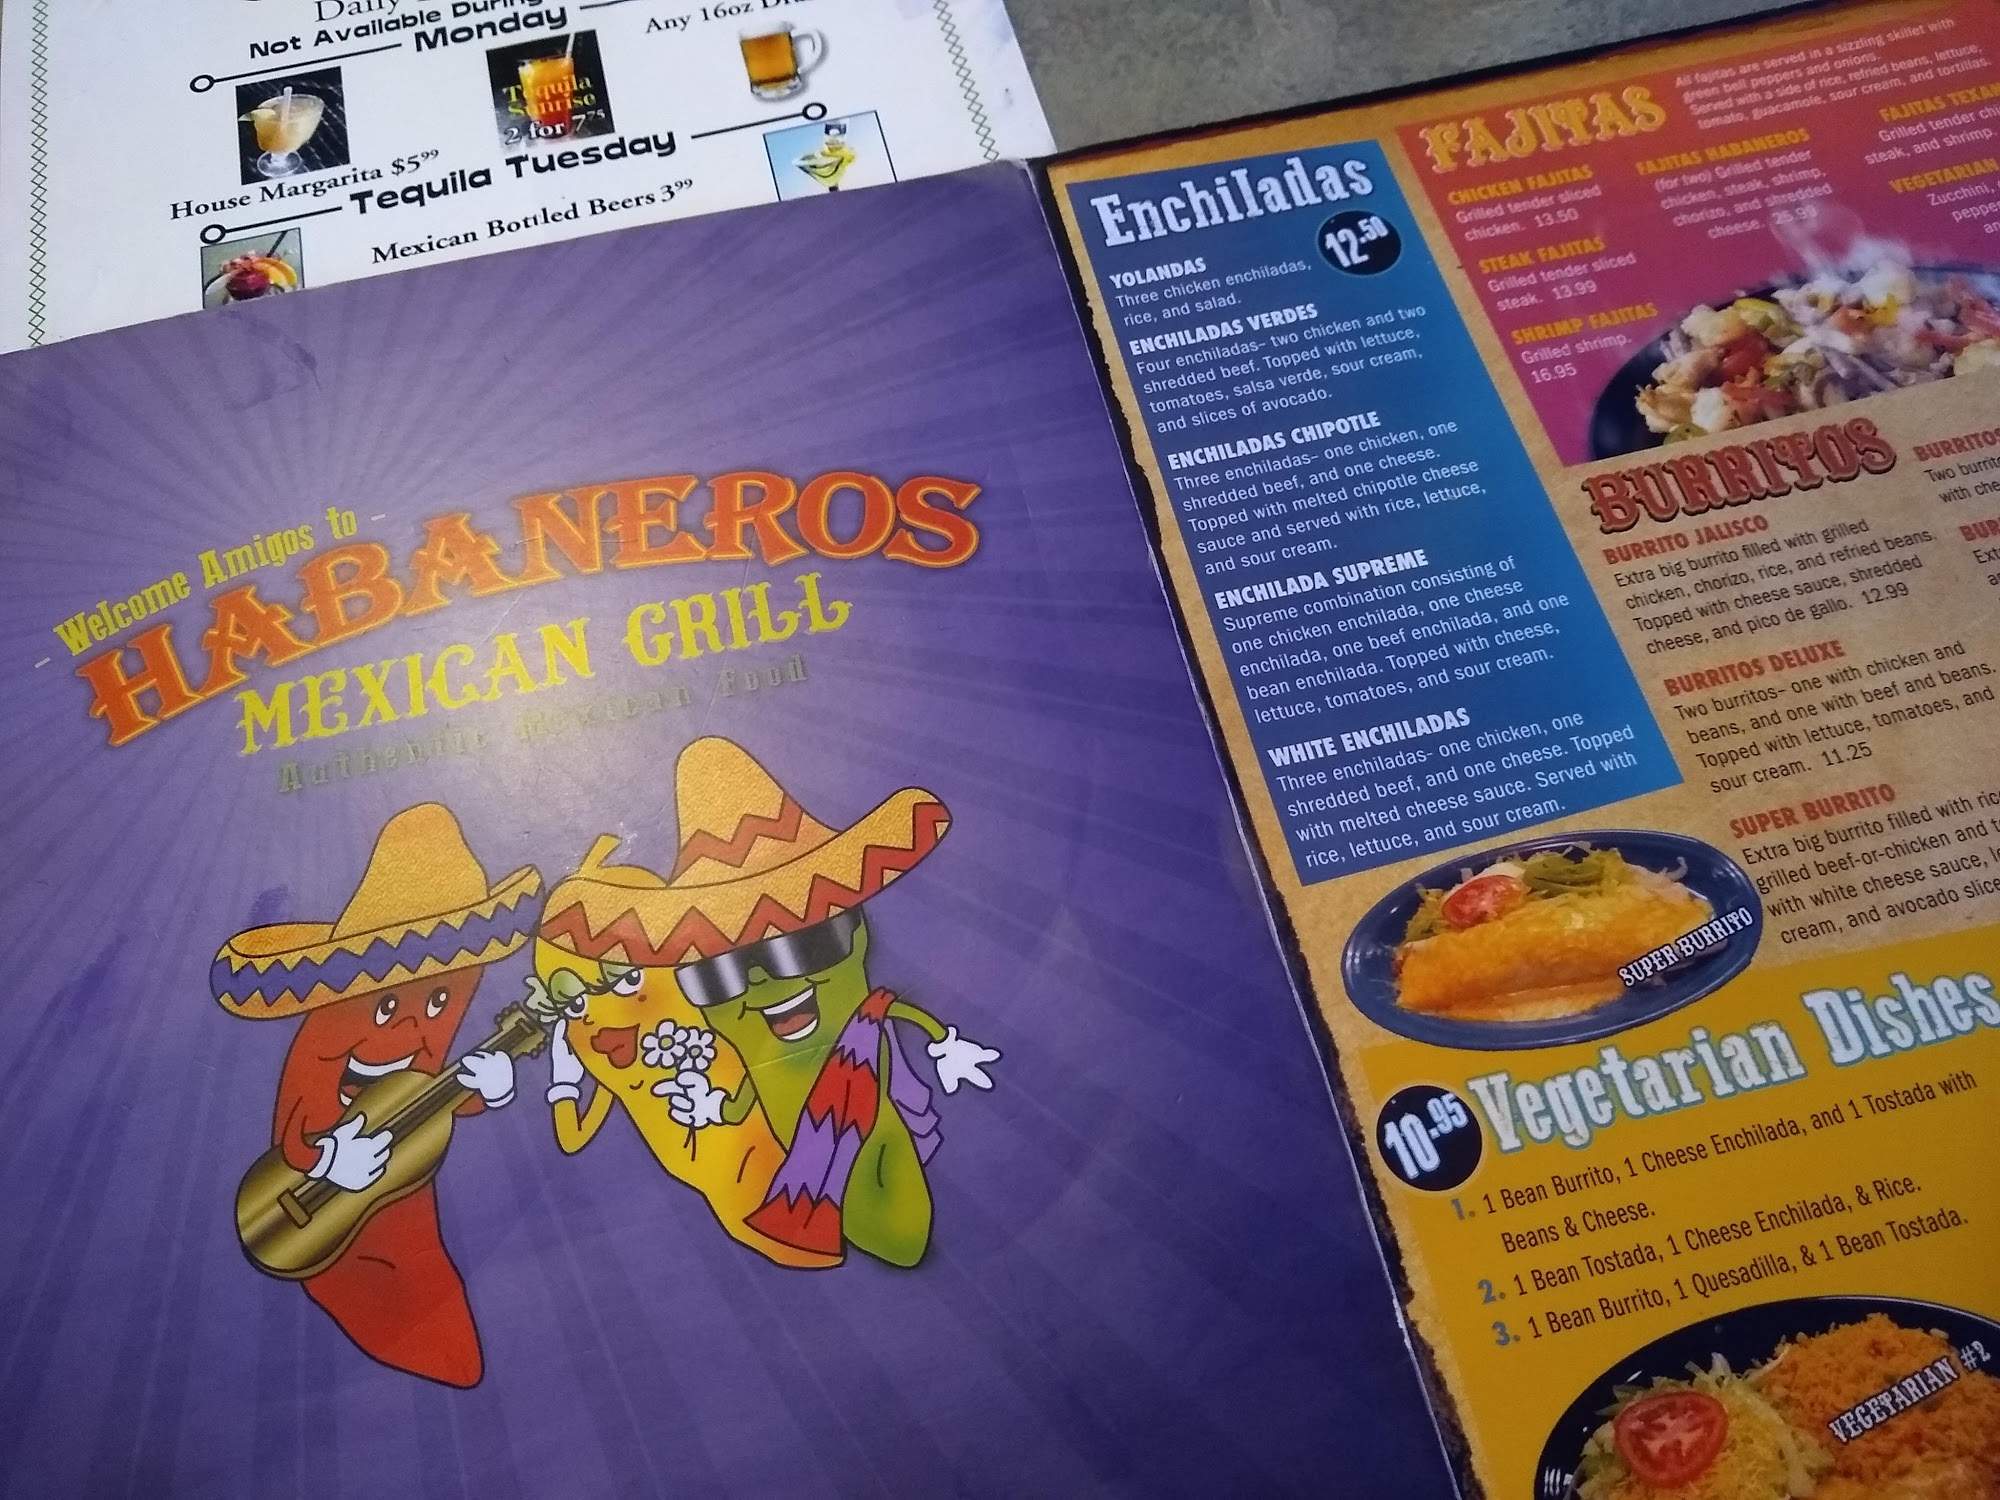 Daily
Not Available During
Monday
Any 16oz
Tequila
Sunrise
2 for 7.75
House Margarita $5.99
Tequila Tuesday
Mexican Bottled Beers 3.99
- Welcome Amigos to -
HABANEROS
MEXICAN GRILL
Authentic Mexican Food
Enchiladas
12.50
YOLANDAS
Three chicken enchiladas,
rice, and salad.
ENCHILADAS VERDES
Four enchiladas– two chicken and two
shredded beef. Topped with lettuce,
tomatoes, salsa verde, sour cream,
and slices of avocado.
ENCHILADAS CHIPOTLE
Three enchiladas– one chicken, one
shredded beef, and one cheese.
Topped with melted chipotle cheese
sauce and served with rice, lettuce,
and sour cream.
ENCHILADA SUPREME
Supreme combination consisting of
one chicken enchilada, one cheese
enchilada, one beef enchilada, and one
bean enchilada. Topped with cheese,
lettuce, tomatoes, and sour cream.
WHITE ENCHILADAS
Three enchiladas- one chicken, one
shredded beef, and one cheese. Topped
with melted cheese sauce. Served with
rice, lettuce, and sour cream.
FAJITAS
All fajitas are served in a sizzling skillet with
green bell peppers and onions.
Served with a side of rice, refried beans, lettuce,
tomato, guacamole, sour cream, and tortillas.
CHICKEN FAJITAS
Grilled tender sliced
chicken. 13.50
STEAK FAJITAS
Grilled tender sliced
steak. 13.99
SHRIMP FAJITAS
Grilled shrimp.
16.95
FAJITAS HABANEROS
(for two) Grilled tender
chicken, steak, shrimp,
chorizo, and shredded
cheese. 25.99
FAJITAS
Grilled tender
steak, and shrimp.
VEGETARIAN
Zucchini,
BURRITOS
BURRITO JALISCO
Extra big burrito filled with grilled
chicken, chorizo, rice, and refried beans.
Topped with cheese sauce, shredded
cheese, and pico de gallo. 12.99
BURRITOS DELUXE
Two burritos– one with chicken and
beans, and one with beef and beans.
Topped with lettuce, tomatoes, and
sour cream. 11.25
SUPER BURRITO
Extra big burrito filled with
grilled beef-or-chicken and
with white cheese sauce,
cream, and avocado
BURRITOS
Two
with
SUPER BURRITO
Vegetarian Dishes
10.95
1. 1 Bean Burrito, 1 Cheese Enchilada, and 1 Tostada with
Beans & Cheese.
2. 1 Bean Tostada, 1 Cheese Enchilada, & Rice.
3. 1 Bean Burrito, 1 Quesadilla, & 1 Bean Tostada.
VEGETARIAN #2